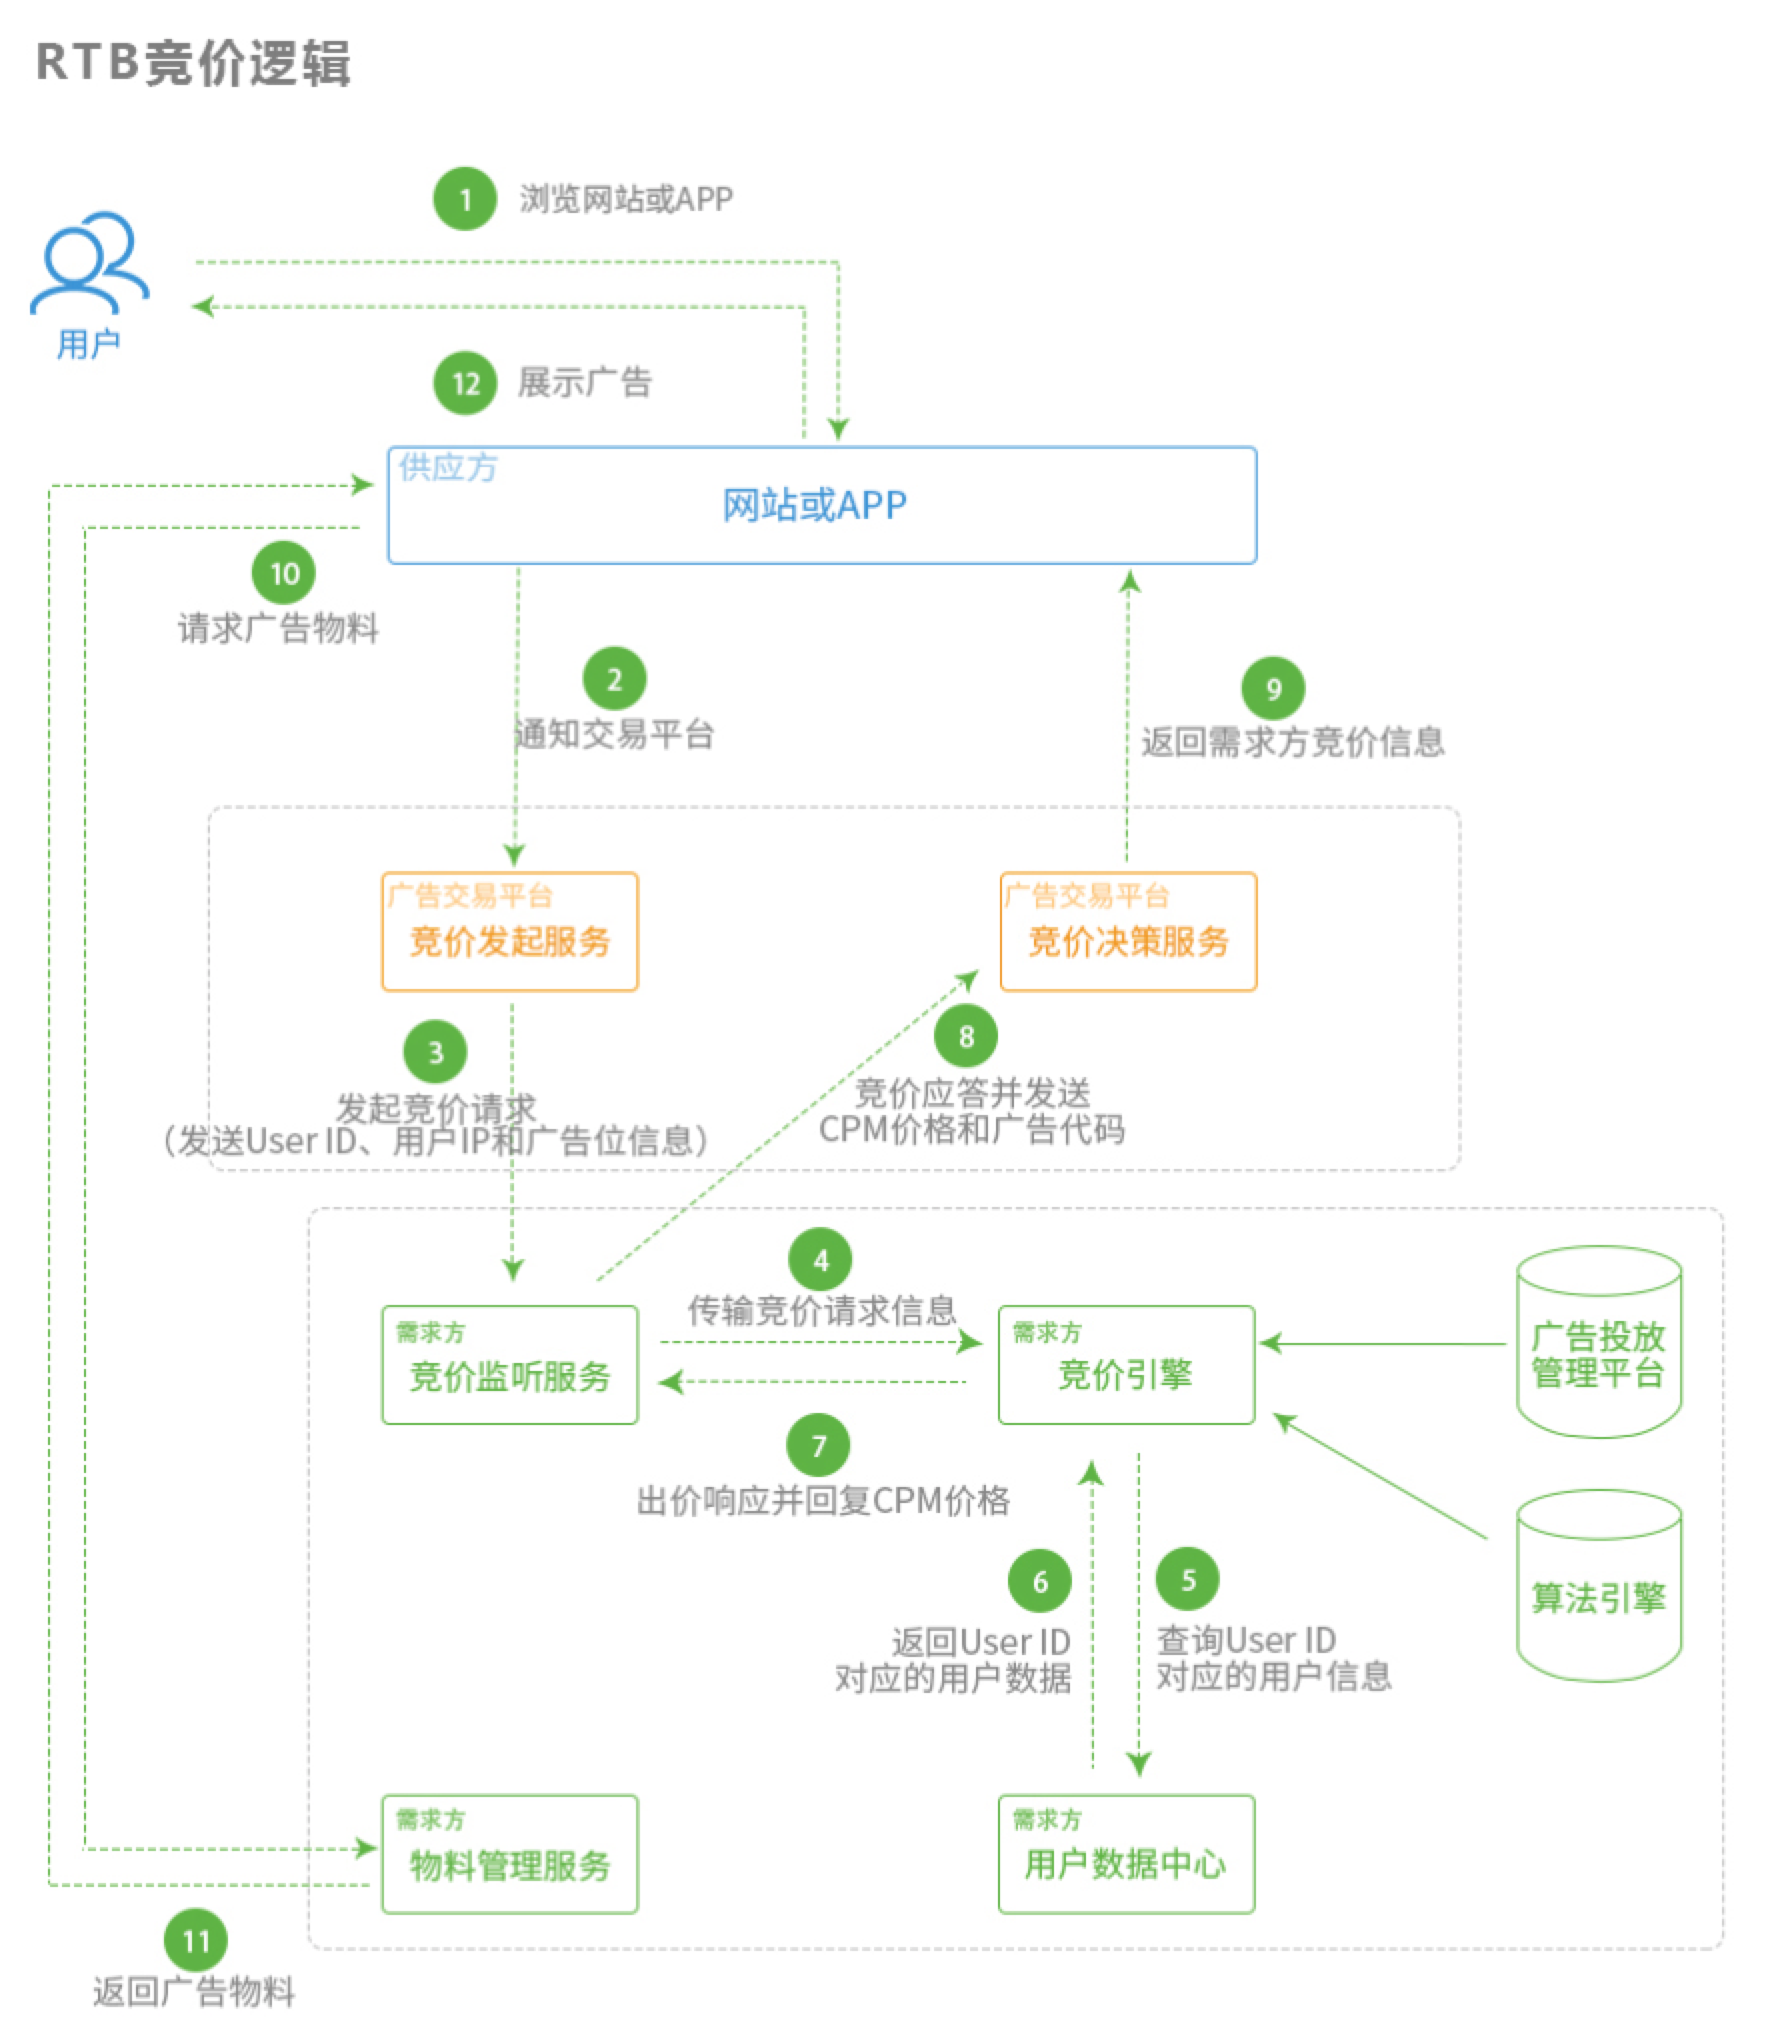 RTB竞价逻辑
1 浏览网站或APP
用户
12 展示广告
供应方
网站或APP
10
请求广告物料
2
通知交易平台
9
返回需求方竞价信息
广告交易平台
竞价发起服务
广告交易平台
竞价决策服务
3
发起竞价请求
（发送User ID、用户IP和广告位信息）
8
竞价应答并发送
CPM价格和广告代码
4
传输竞价请求信息
需求方
竞价监听服务
需求方
竞价引擎
广告投放
管理平台
7
出价响应并回复CPM价格
6
返回User ID
对应的用户数据
5
查询User ID
对应的用户信息
算法引擎
需求方
物料管理服务
需求方
用户数据中心
11
返回广告物料